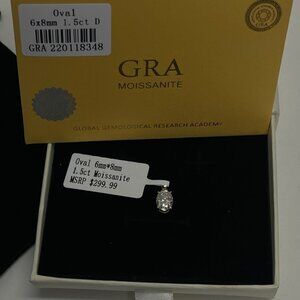 Oval
6x8mm 1.5ct D
GRA 220118348
GRA
MOISSANITE
GLOBAL GEMOLOGICAL RESEARCH ACADEMY
Oval 6mm*8mm
1.5ct Moissanite
MSRP $299.99